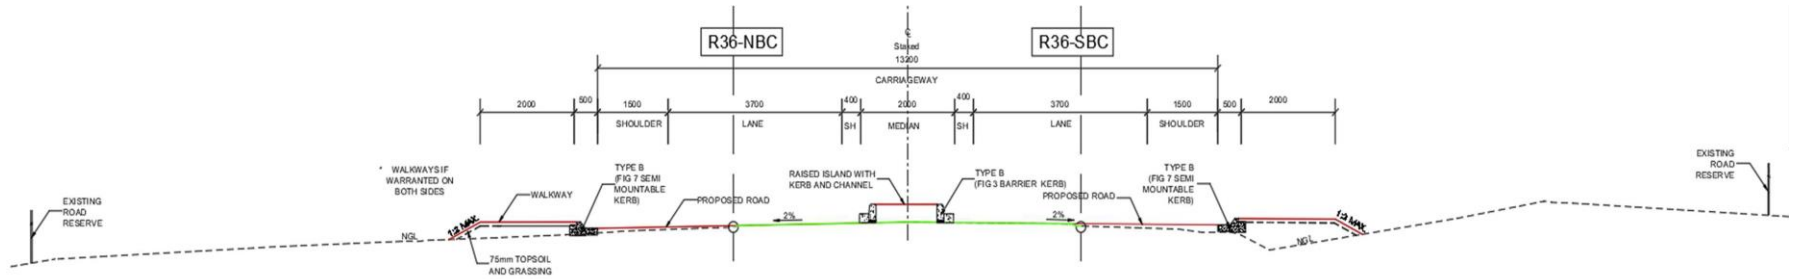 R36-NBC
R36-SBC
℄
Staked
13200
CARRIAGEWAY
2000
500
1500
3700
400
2000
400
3700
1500
500
2000
SHOULDER
LANE
SH
MEDIAN
SH
LANE
SHOULDER
* WALKWAYS IF
WARRANTED ON
BOTH SIDES
TYPE B
(FIG 7 SEMI
MOUNTABLE
KERB)
RAISED ISLAND WITH
KERB AND CHANNEL
TYPE B
(FIG 3 BARRIER KERB)
TYPE B
(FIG 7 SEMI
MOUNTABLE
KERB)
EXISTING
ROAD
RESERVE
EXISTING
ROAD
RESERVE
WALKWAY
PROPOSED ROAD
PROPOSED ROAD
2%
2%
1:2 MAX
1:2 MAX
NGL
NGL
75mm TOPSOIL
AND GRASSING